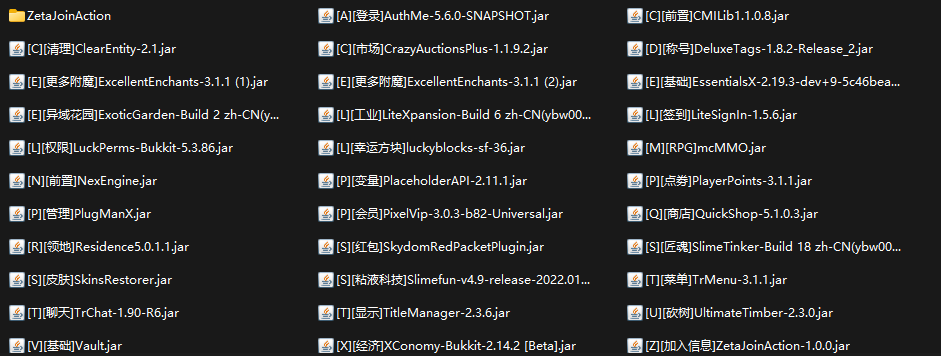 ZetaJoinAction
[A][登录]AuthMe-5.6.0-SNAPSHOT.jar
[C][前置]CMILib1.1.0.8.jar
[C][清理]ClearEntity-2.1.jar
[C][市场]CrazyAuctionsPlus-1.1.9.2.jar
[D][称号]DeluxeTags-1.8.2-Release_2.jar
[E][更多附魔]ExcellentEnchants-3.1.1 (1).jar
[E][更多附魔]ExcellentEnchants-3.1.1 (2).jar
[E][基础]EssentialsX-2.19.3-dev+9-5c46bea...
[E][异域花园]ExoticGarden-Build 2 zh-CN(y...
[L][工业]LiteXpansion-Build 6 zh-CN(ybw00...
[L][签到]LiteSignIn-1.5.6.jar
[L][权限]LuckPerms-Bukkit-5.3.86.jar
[L][幸运方块]luckyblocks-sf-36.jar
[M][RPG]mcMMO.jar
[N][前置]NexEngine.jar
[P][变量]PlaceholderAPI-2.11.1.jar
[P][点券]PlayerPoints-3.1.1.jar
[P][管理]PlugManX.jar
[P][会员]PixelVip-3.0.3-b82-Universal.jar
[Q][商店]QuickShop-5.1.0.3.jar
[R][领地]Residence5.0.1.1.jar
[S][红包]SkydomRedPacketPlugin.jar
[S][匠魂]SlimeTinker-Build 18 zh-CN(ybw00...
[S][皮肤]SkinsRestorer.jar
[S][粘液科技]Slimefun-v4.9-release-2022.01...
[T][菜单]TrMenu-3.1.1.jar
[T][聊天]TrChat-1.90-R6.jar
[T][显示]TitleManager-2.3.6.jar
[U][砍树]UltimateTimber-2.3.0.jar
[V][基础]Vault.jar
[X][经济]XConomy-Bukkit-2.14.2 [Beta].jar
[Z][加入信息]ZetaJoinAction-1.0.0.jar